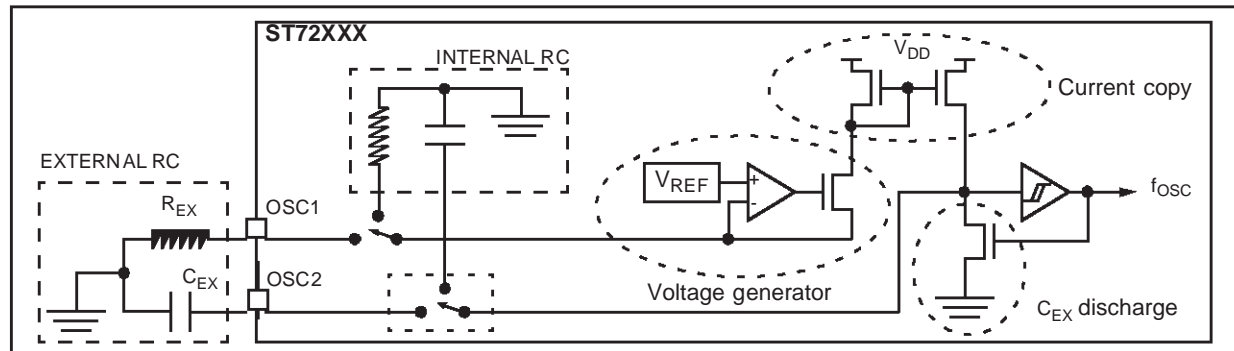 ST72XXX
INTERNAL RC
VDD
Current copy
EXTERNAL RC
REX
OSC1
VREF
+
-
fOSC
CEX
OSC2
Voltage generator
CEX discharge